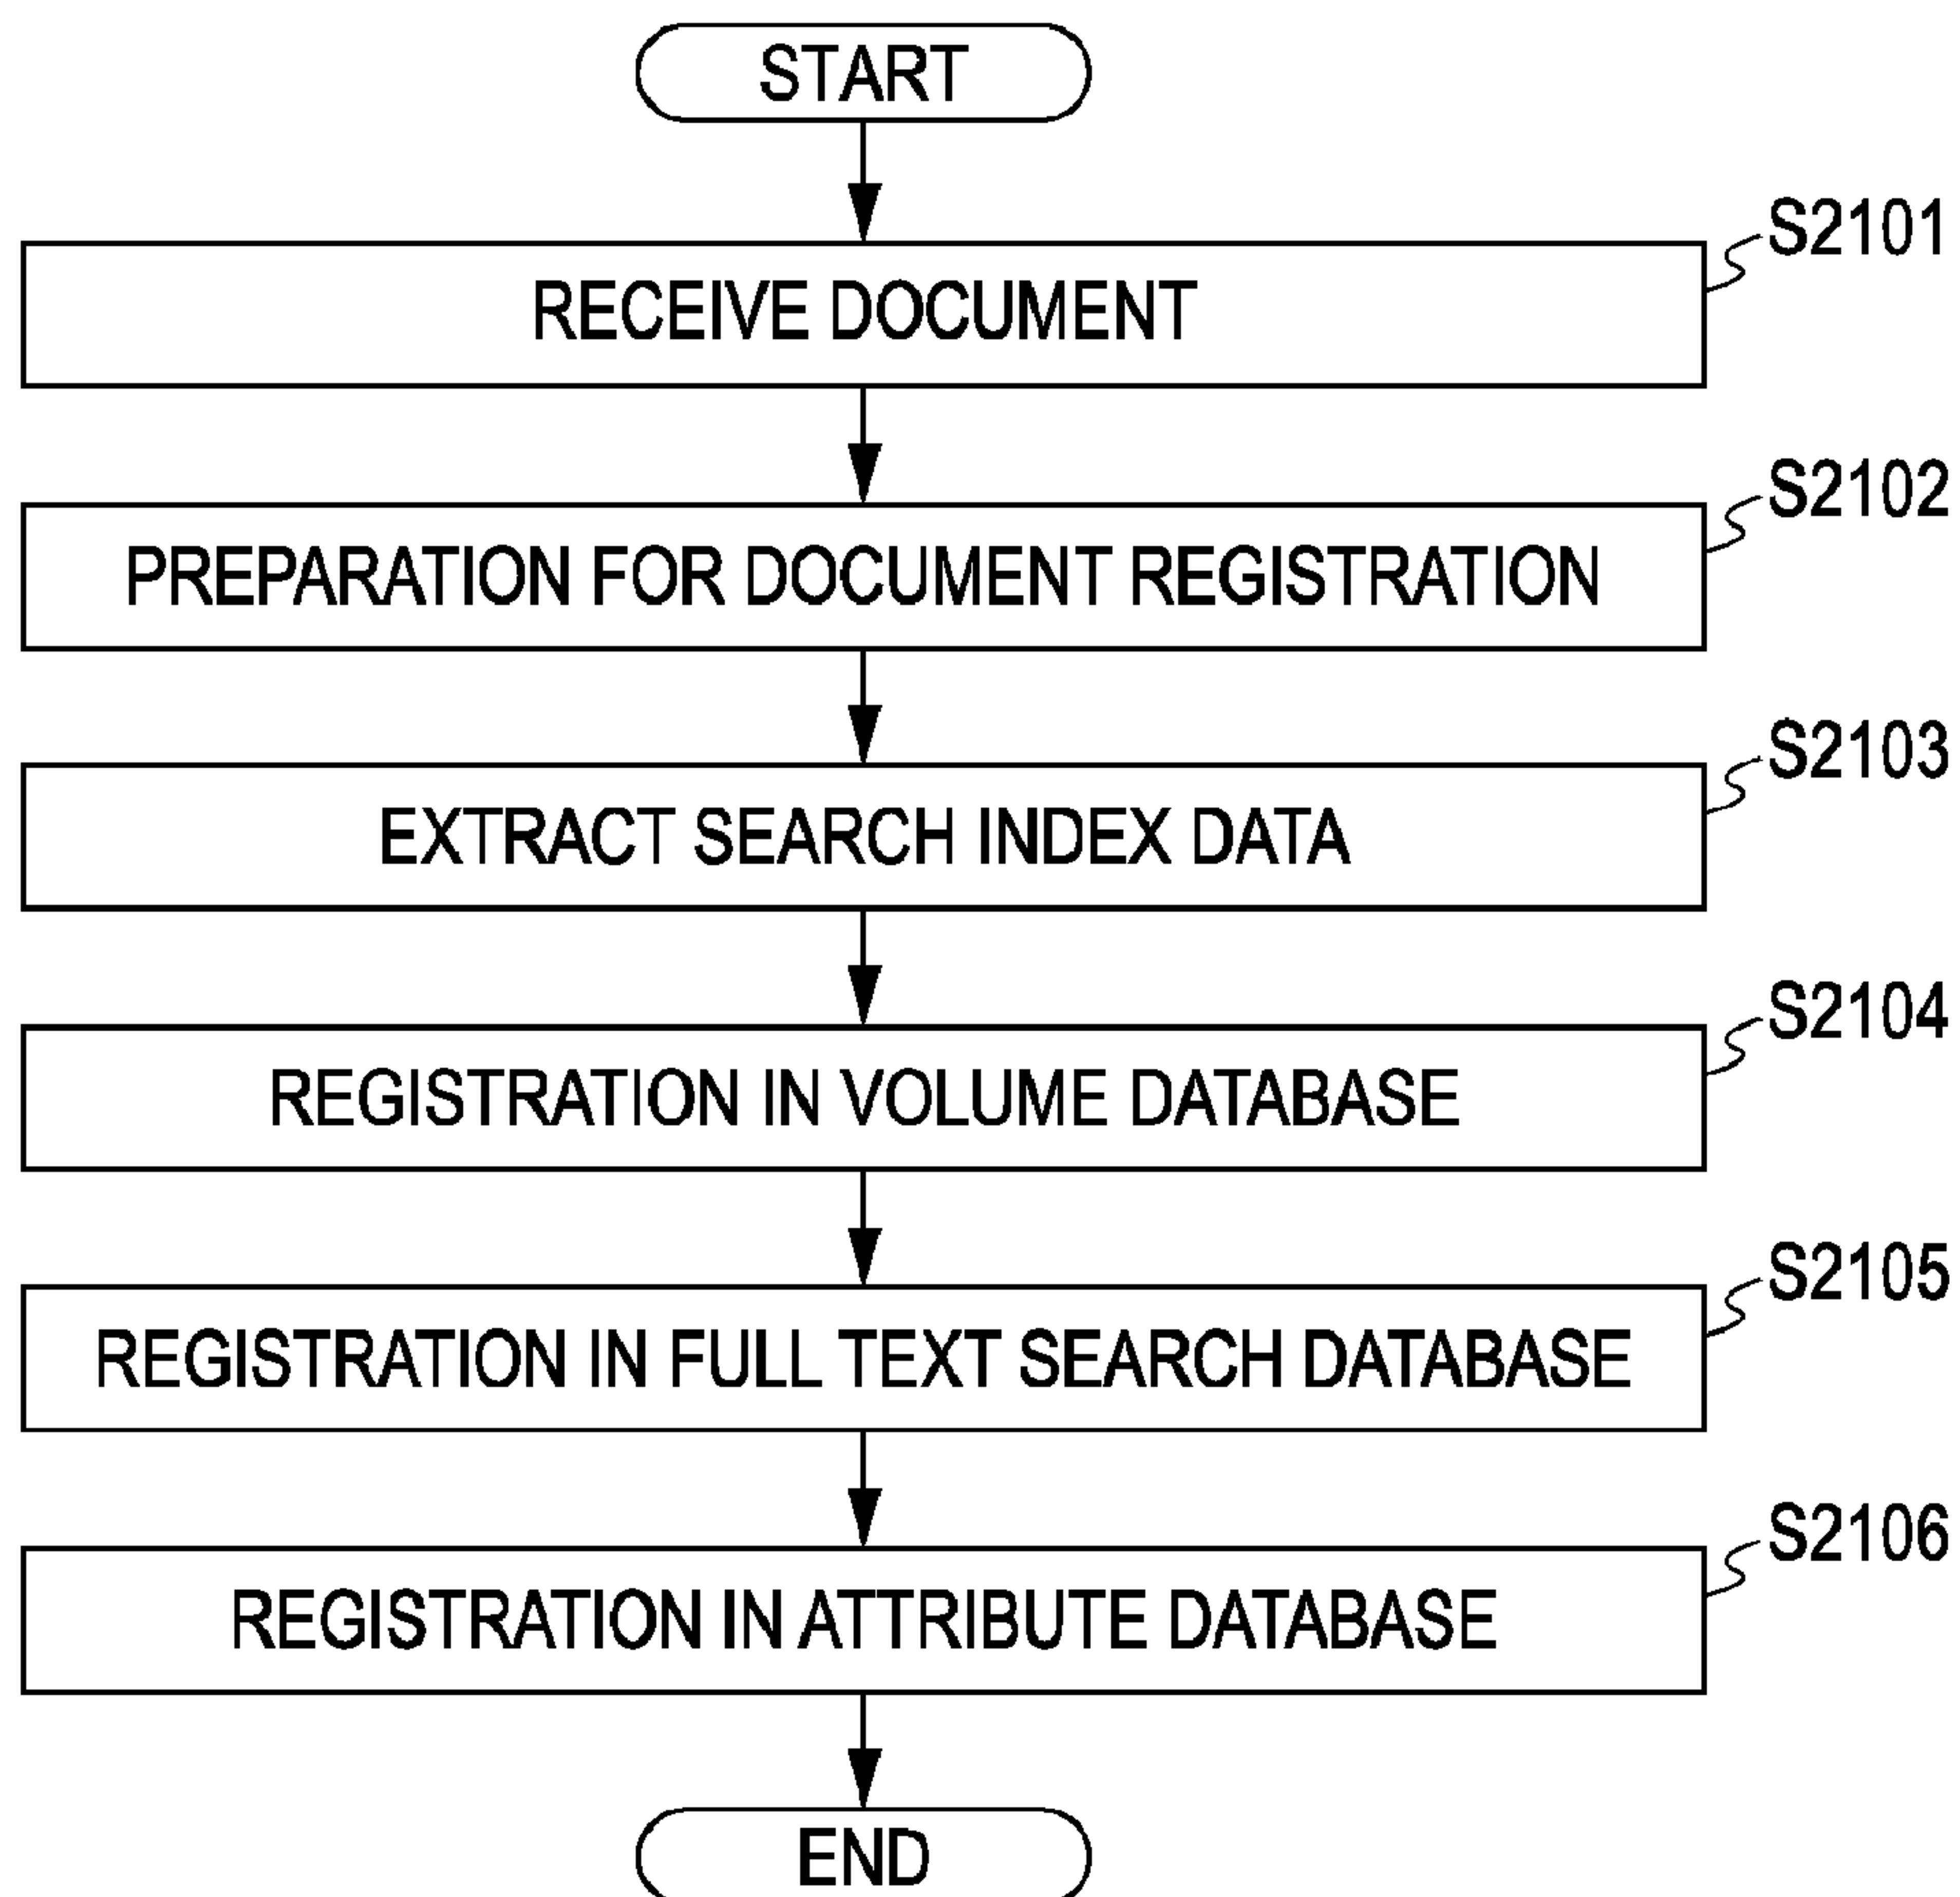 START
S2101
RECEIVE DOCUMENT
S2102
PREPARATION FOR DOCUMENT REGISTRATION
S2103
EXTRACT SEARCH INDEX DATA
S2104
REGISTRATION IN VOLUME DATABASE
S2105
REGISTRATION IN FULL TEXT SEARCH DATABASE
S2106
REGISTRATION IN ATTRIBUTE DATABASE
END